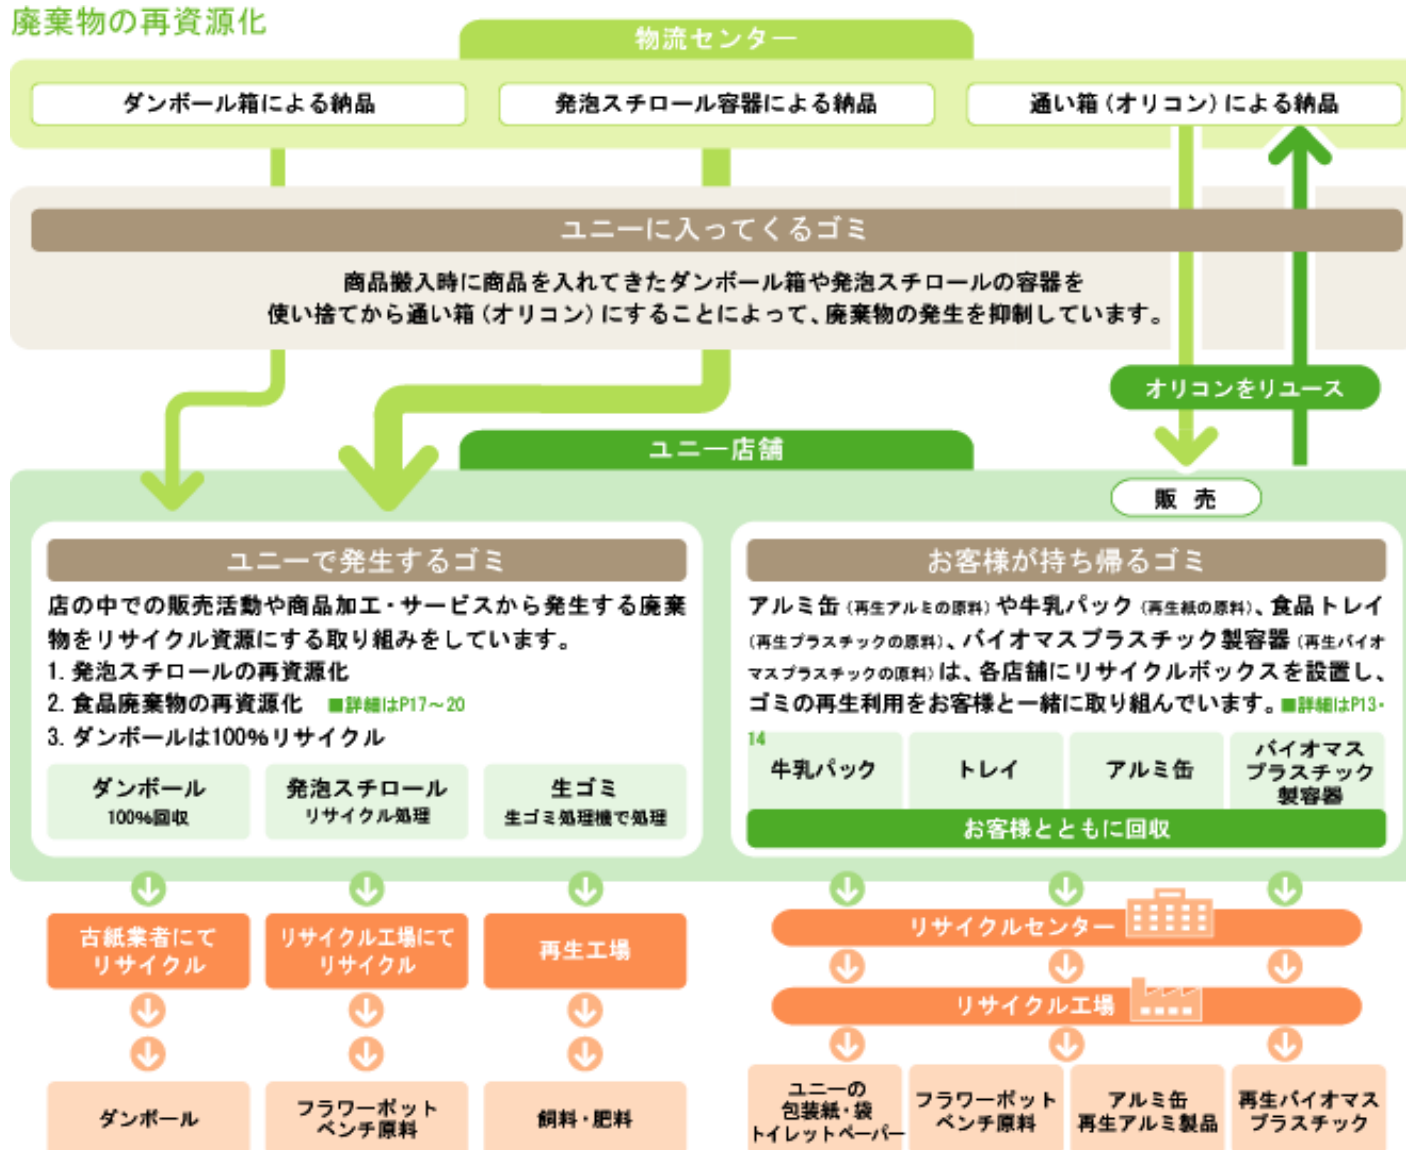 廃棄物の再資源化
物流センター
ダンボール箱による納品
発泡スチロール容器による納品
通い箱（オリコン）による納品
ユニーに入ってくるゴミ
商品搬入時に商品を入れてきたダンボール箱や発泡スチロールの容器を
使い捨てから通い箱（オリコン）にすることによって、廃棄物の発生を抑制しています。
オリコンをリユース
ユニー店舗
販 売
ユニーで発生するゴミ
店の中での販売活動や商品加工・サービスから発生する廃棄
物をリサイクル資源にする取り組みをしています。
1. 発泡スチロールの再資源化
2. 食品廃棄物の再資源化 ■詳細はP17～20
3. ダンボールは100%リサイクル
ダンボール
100%回収
発泡スチロール
リサイクル処理
生ゴミ
生ゴミ処理機で処理
お客様が持ち帰るゴミ
アルミ缶（再生アルミの原料）や牛乳パック（再生紙の原料）、食品トレイ
（再生プラスチックの原料）、バイオマスプラスチック製容器（再生バイオ
マスプラスチックの原料）は、各店舗にリサイクルボックスを設置し、
ゴミの再生利用をお客様と一緒に取り組んでいます。■詳細はP13・
14
牛乳パック
トレイ
アルミ缶
バイオマス
プラスチック
製容器
お客様とともに回収
古紙業者にて
リサイクル
リサイクル工場にて
リサイクル
再生工場
リサイクルセンター
リサイクル工場
ダンボール
フラワーポット
ベンチ原料
飼料・肥料
ユニーの
包装紙・袋
トイレットペーパー
フラワーポット
ベンチ原料
アルミ缶
再生アルミ製品
再生バイオマス
プラスチック